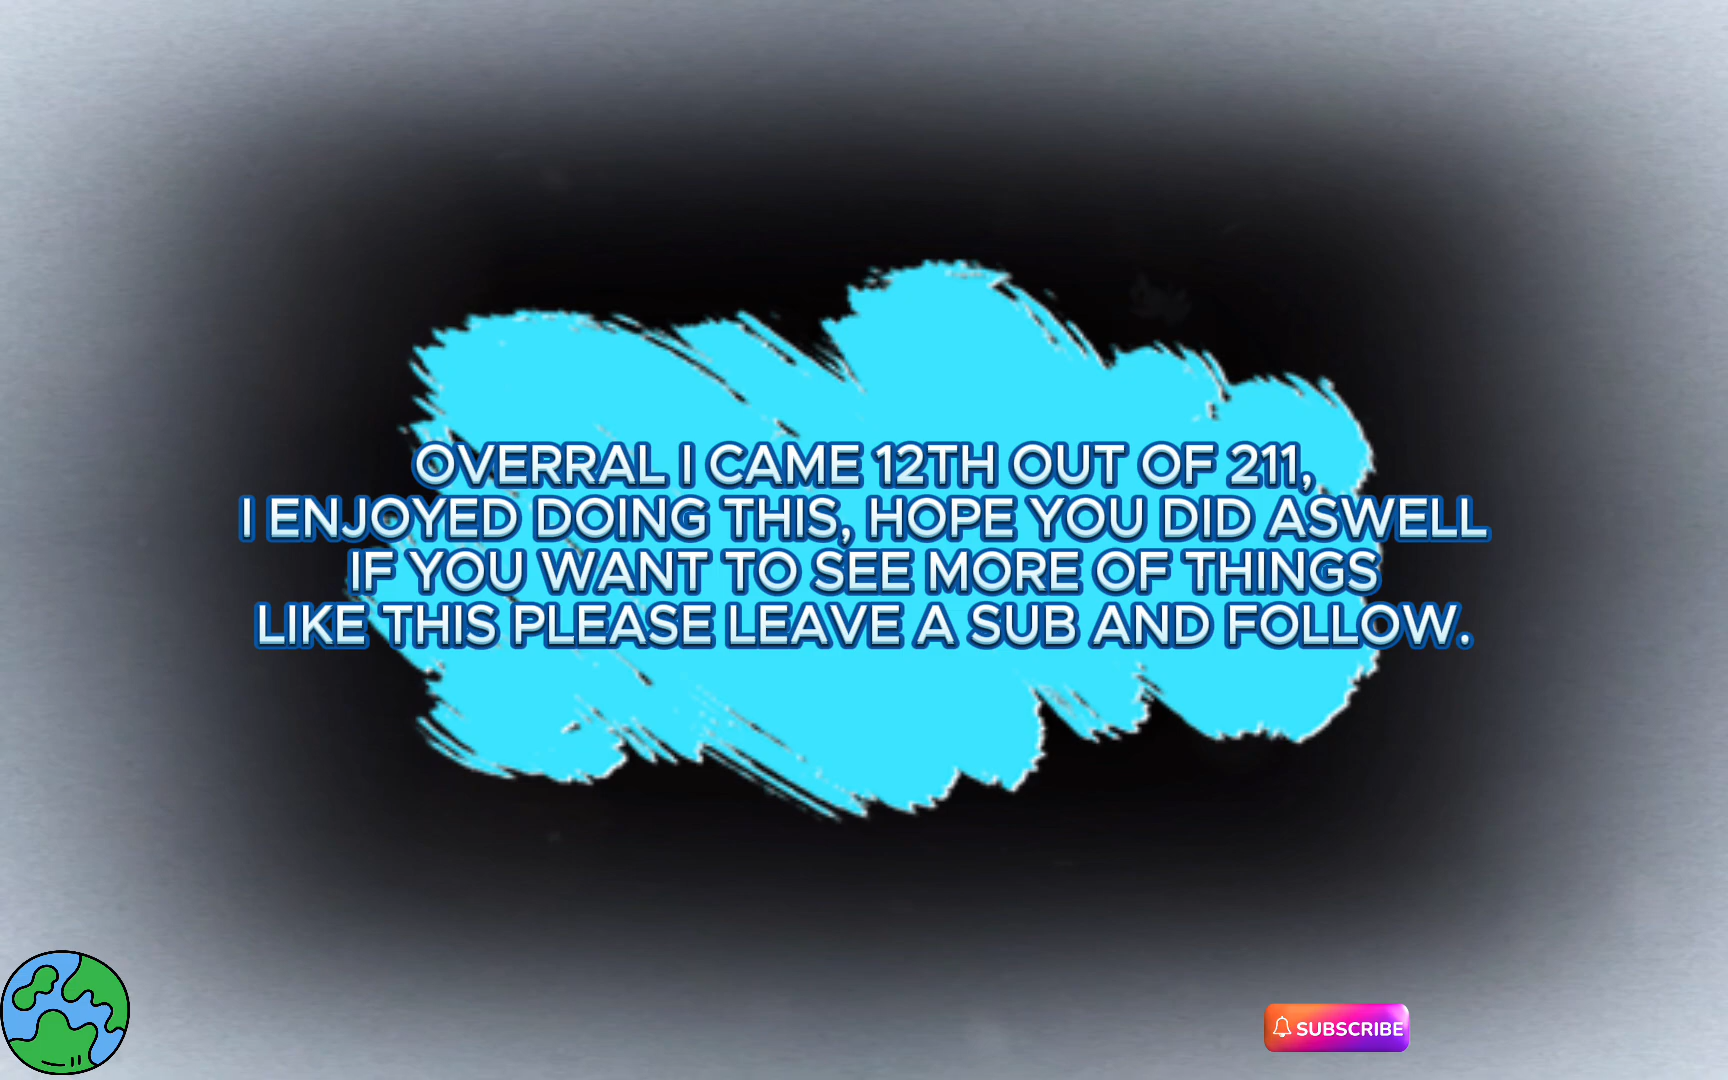 OVERRAL I CAME 12TH OUT OF 211,
I ENJOYED DOING THIS, HOPE YOU DID ASWELL
IF YOU WANT TO SEE MORE OF THINGS
LIKE THIS PLEASE LEAVE A SUB AND FOLLOW.
SUBSCRIBE